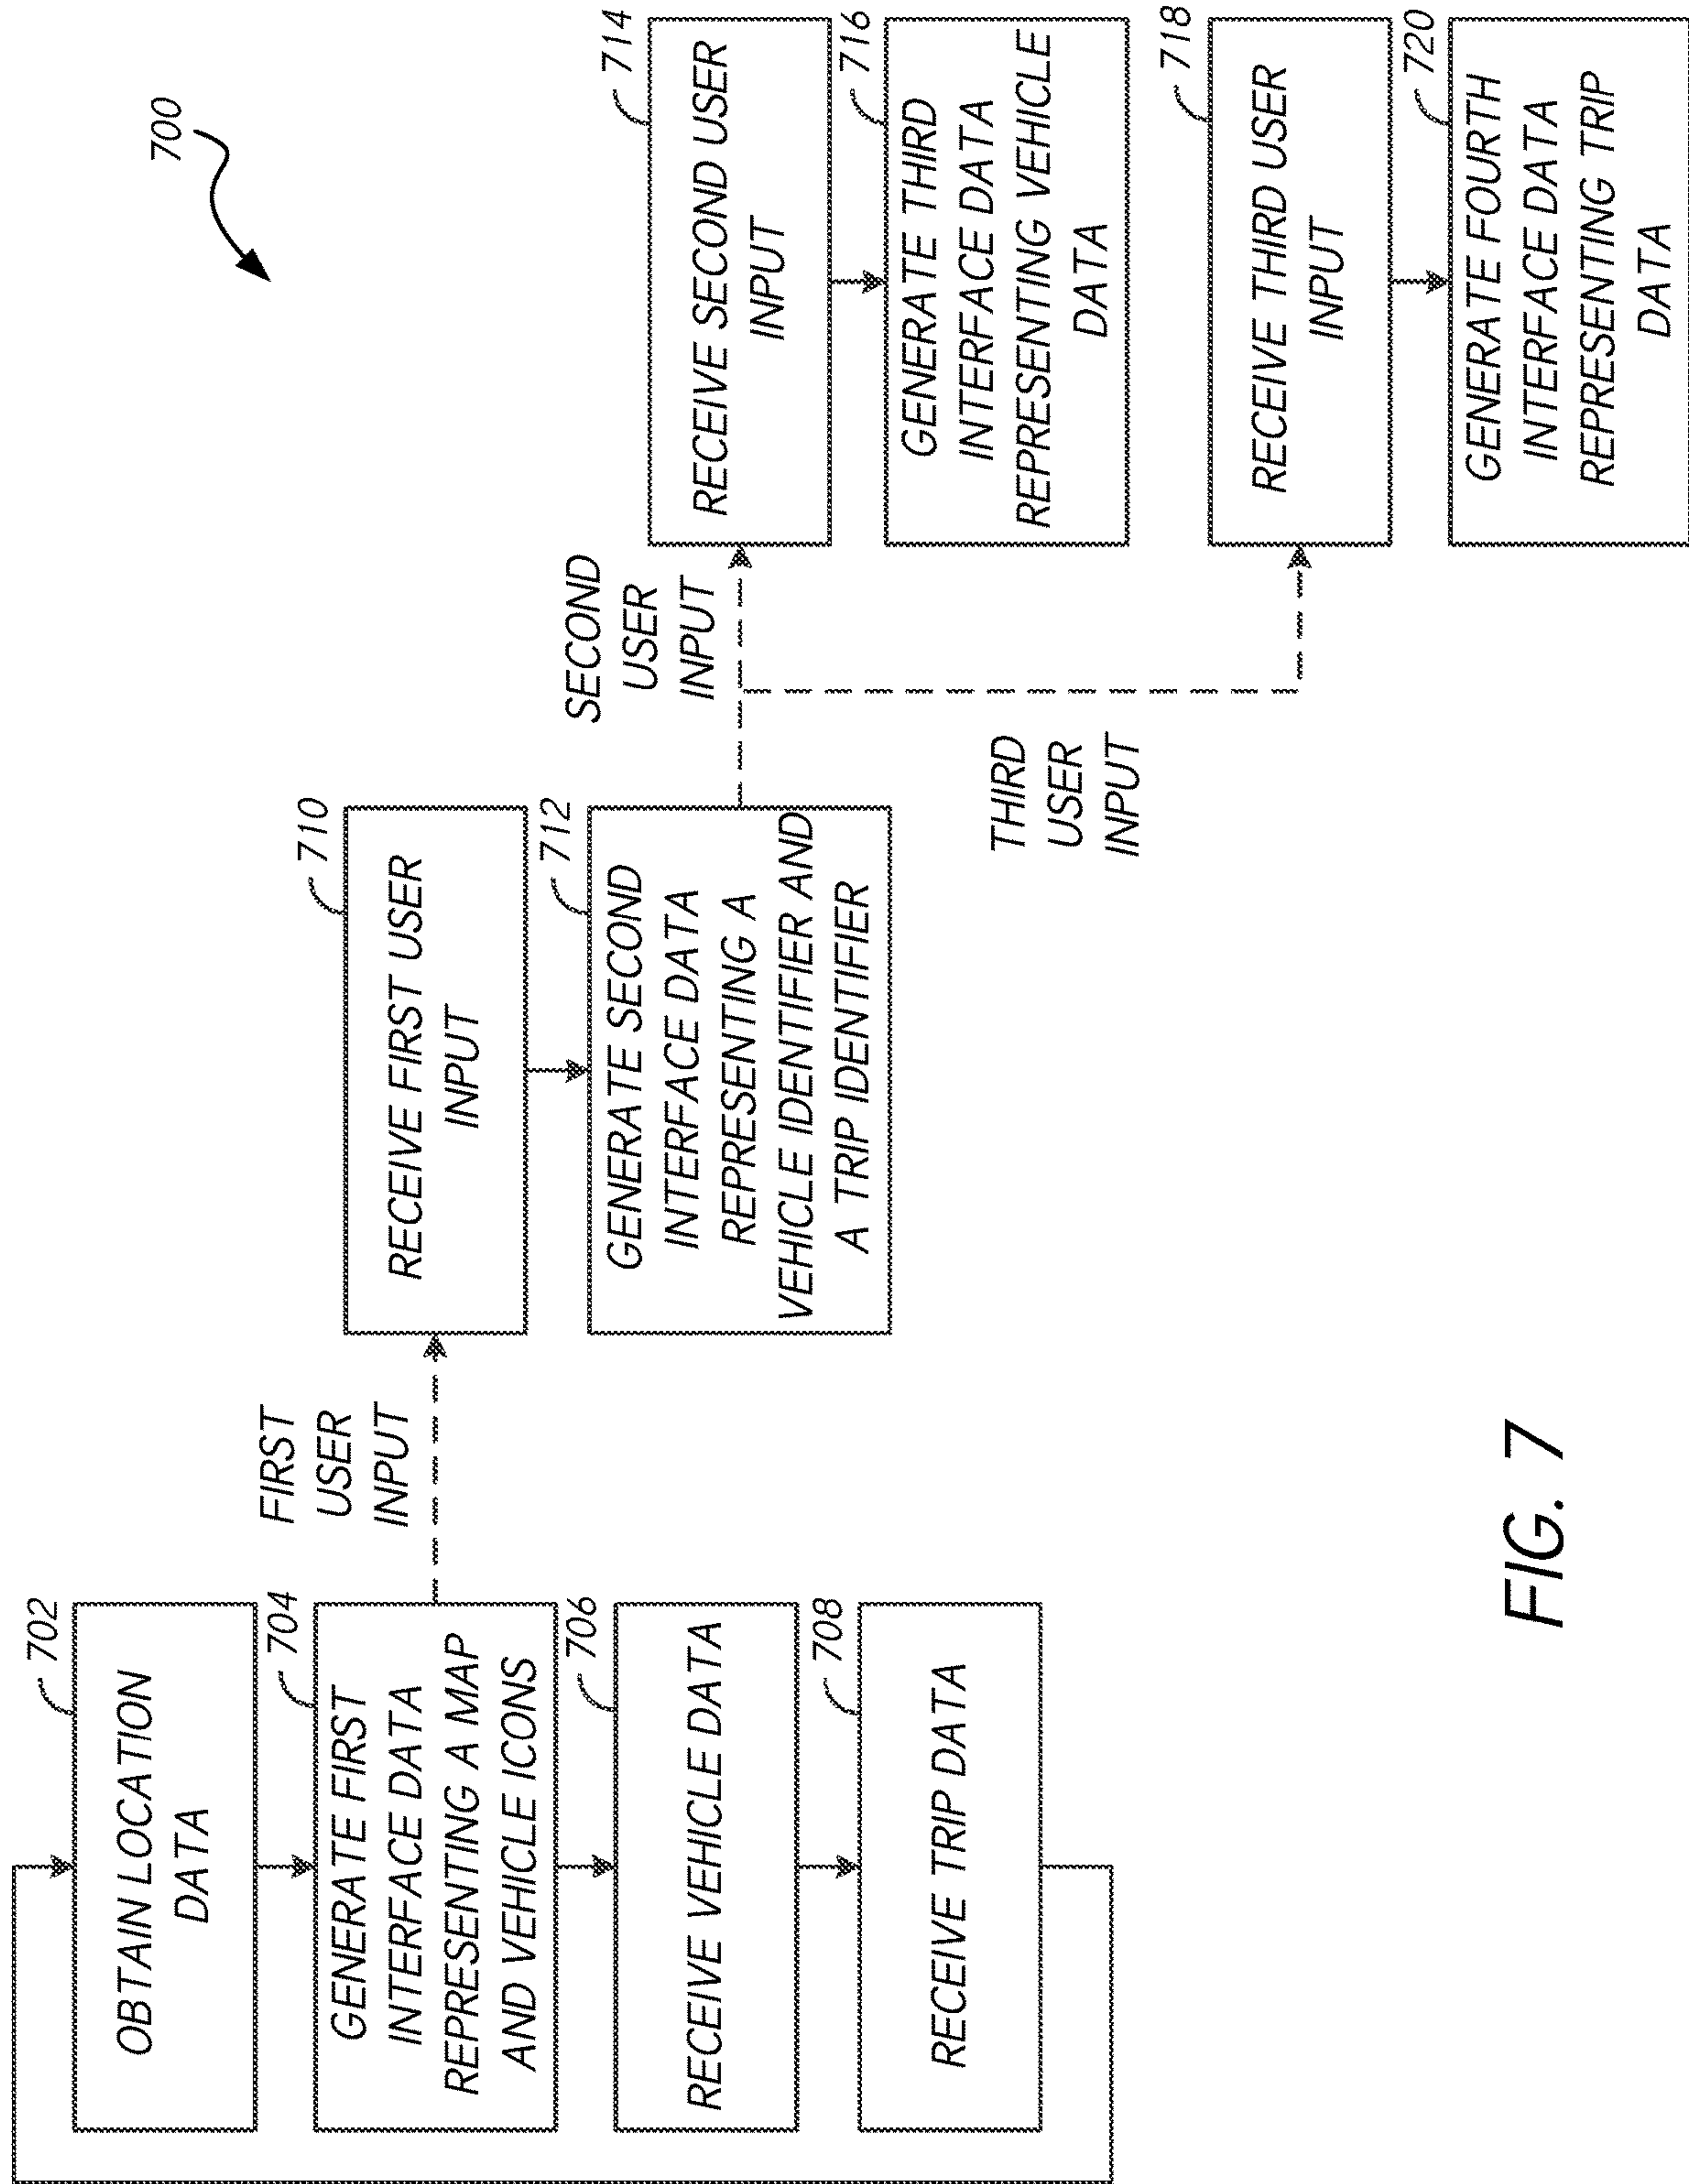 700
702
OBTAIN LOCATION
DATA
704
GENERATE FIRST
INTERFACE DATA
REPRESENTING A MAP
AND VEHICLE ICONS
706
RECEIVE VEHICLE DATA
708
RECEIVE TRIP DATA
FIRST
USER
INPUT
710
RECEIVE FIRST USER
INPUT
712
GENERATE SECOND
INTERFACE DATA
REPRESENTING A
VEHICLE IDENTIFIER AND
A TRIP IDENTIFIER
SECOND
USER
INPUT
THIRD
USER
INPUT
714
RECEIVE SECOND USER
INPUT
716
GENERATE THIRD
INTERFACE DATA
REPRESENTING VEHICLE
DATA
718
RECEIVE THIRD USER
INPUT
720
GENERATE FOURTH
INTERFACE DATA
REPRESENTING TRIP
DATA
FIG. 7